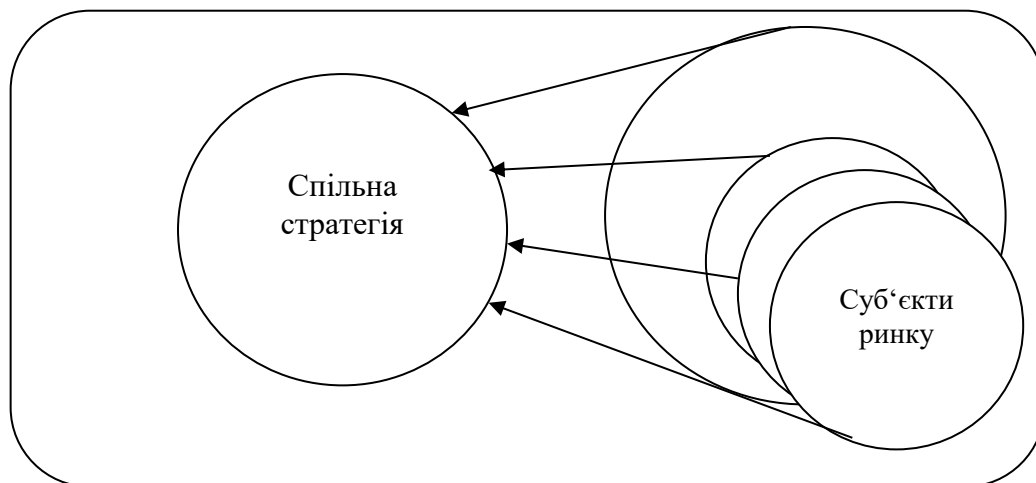 Спільна
стратегія
Суб‘єкти
ринку